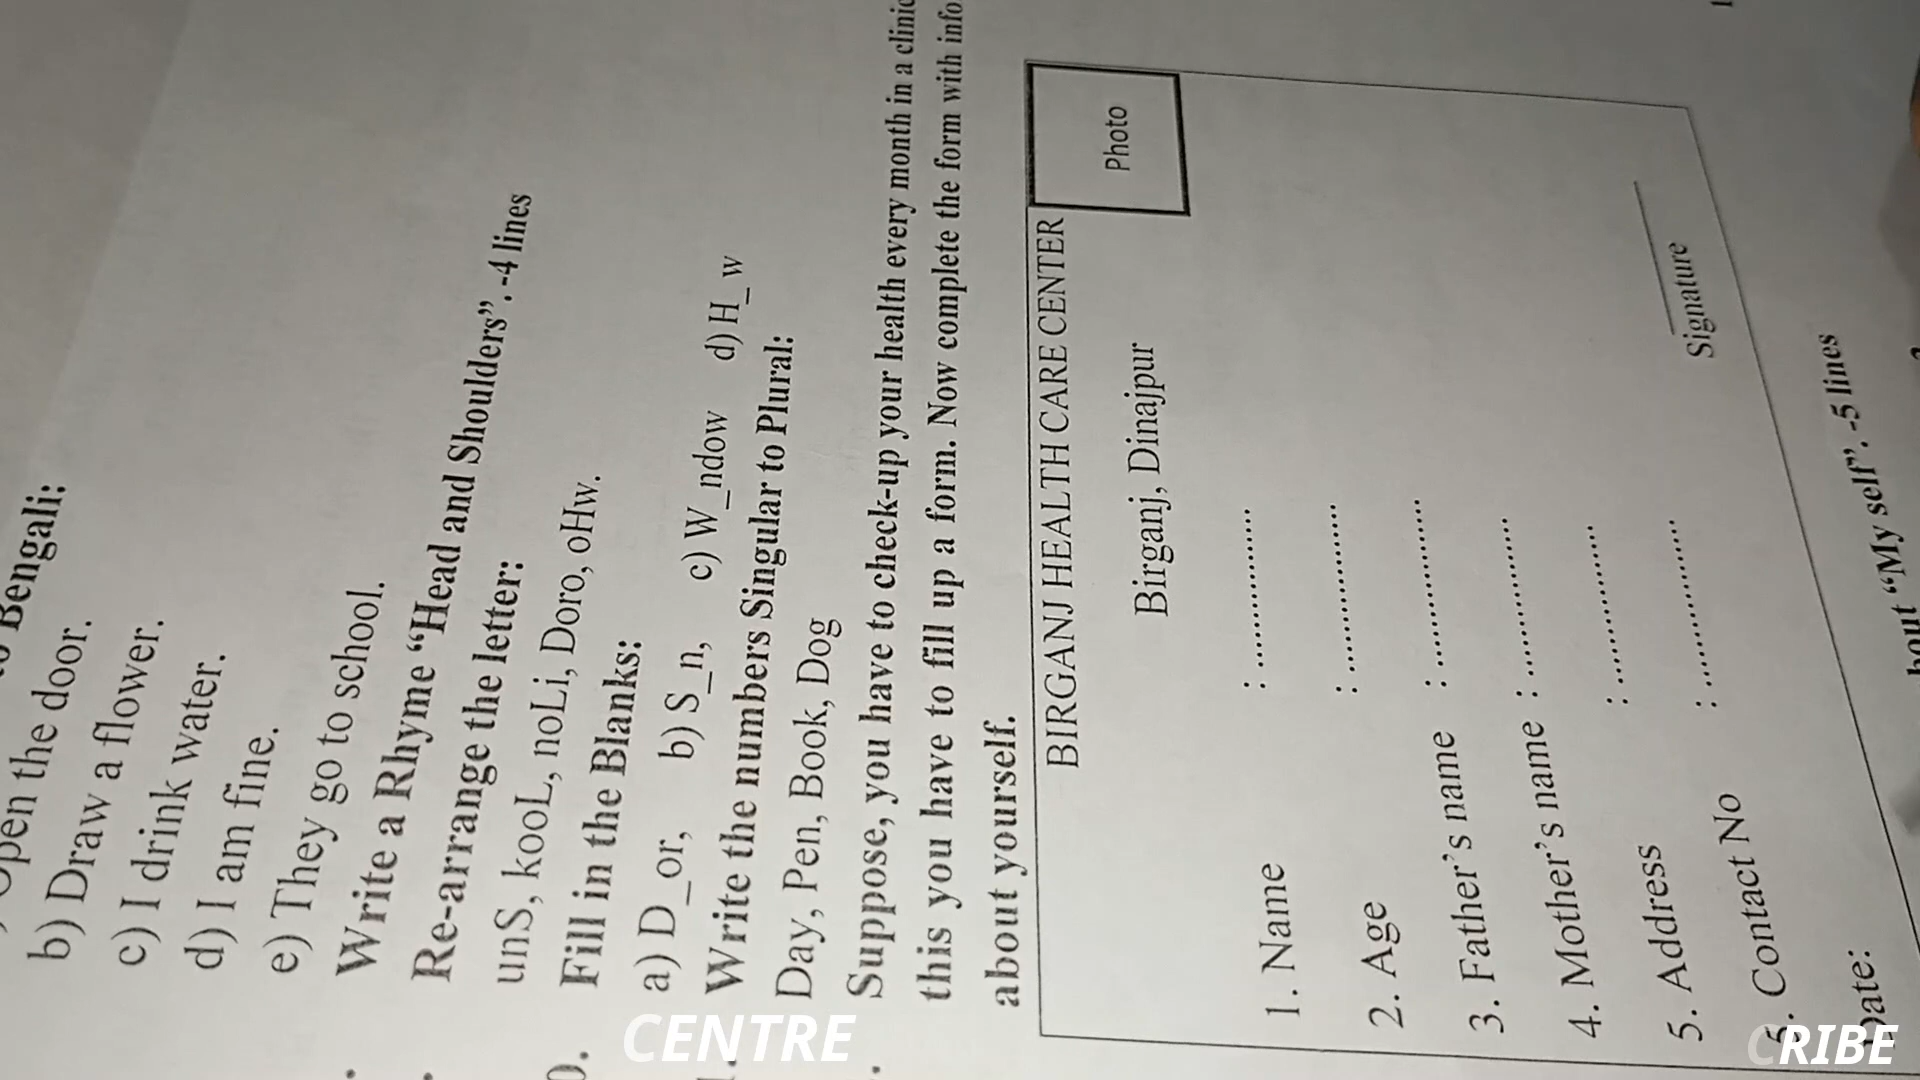 Bengali:
Open the door.
b) Draw a flower.
c) I drink water.
d) I am fine.
e) They go to school.
Write a Rhyme “Head and Shoulders”. -4 lines
Re-arrange the letter:
unS, kooL, noLi, Doro, oHw.
0. Fill in the Blanks:
a) D_or, b) S_n, c) W_ndow d) H_w
Write the numbers Singular to Plural:
Day, Pen, Book, Dog
Suppose, you have to check-up your health every month in a clinic
this you have to fill up a form. Now complete the form with info
about yourself.
BIRGANJ HEALTH CARE CENTER
Photo
Birganj, Dinajpur
1. Name : ..................
2. Age : ..................
3. Father’s name : ..................
4. Mother’s name : ..................
5. Address : ..................
5. Contact No : ..................
Signature
Date:
bout “My self”. -5 lines
CENTRE
CRIBE